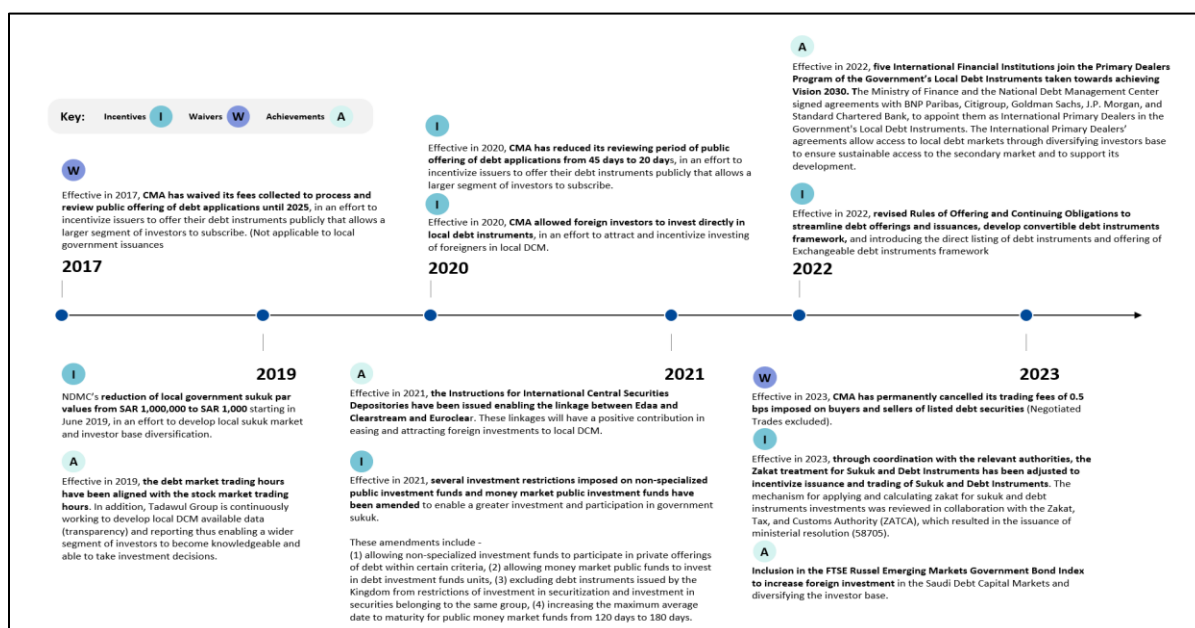 Key: Incentives I Waivers W Achievements A
W
Effective in 2017, CMA has waived its fees collected to process and
review public offering of debt applications until 2025, in an effort to
incentivize issuers to offer their debt instruments publicly that allows a
larger segment of investors to subscribe. (Not applicable to local
government issuances
2017
I
Effective in 2020, CMA has reduced its reviewing period of public
offering of debt applications from 45 days to 20 days, in an effort to
incentivize issuers to offer their debt instruments publicly that allows a
larger segment of investors to subscribe.
I
Effective in 2020, CMA allowed foreign investors to invest directly in
local debt instruments, in an effort to attract and incentivize investing
of foreigners in local DCM.
2020
A
Effective in 2022, five International Financial Institutions join the Primary Dealers
Program of the Government's Local Debt Instruments taken towards achieving
Vision 2030. The Ministry of Finance and the National Debt Management Center
signed agreements with BNP Paribas, Citigroup, Goldman Sachs, J.P. Morgan, and
Standard Chartered Bank, to appoint them as International Primary Dealers in the
Government's Local Debt Instruments. The International Primary Dealers'
agreements allow access to local debt markets through diversifying investors base
to ensure sustainable access to the secondary market and to support its
development.
I
Effective in 2022, revised Rules of Offering and Continuing Obligations to
streamline debt offerings and issuances, develop convertible debt instruments
framework, and introducing the direct listing of debt instruments and offering of
Exchangeable debt instruments framework
2022
I
2019
NDMC's reduction of local government sukuk par
values from SAR 1,000,000 to SAR 1,000 starting in
June 2019, in an effort to develop local sukuk market
and investor base diversification.
A
Effective in 2019, the debt market trading hours
have been aligned with the stock market trading
hours. In addition, Tadawul Group is continuously
working to develop local DCM available data
(transparency) and reporting thus enabling a wider
segment of investors to become knowledgeable and
able to take investment decisions.
A
2021
Effective in 2021, the Instructions for International Central Securities
Depositories have been issued enabling the linkage between Edaa and
Clearstream and Euroclear. These linkages will have a positive contribution in
easing and attracting foreign investments to local DCM.
I
Effective in 2021, several investment restrictions imposed on non-specialized
public investment funds and money market public investment funds have
been amended to enable a greater investment and participation in government
sukuk.
These amendments include -
(1) allowing non-specialized investment funds to participate in private offerings
of debt within certain criteria, (2) allowing money market public funds to invest
in debt investment funds units, (3) excluding debt instruments issued by the
Kingdom from restrictions of investment in securitization and investment in
securities belonging to the same group, (4) increasing the maximum average
date to maturity for public money market funds from 120 days to 180 days.
W
2023
Effective in 2023, CMA has permanently cancelled its trading fees of 0.5
bps imposed on buyers and sellers of listed debt securities (Negotiated
Trades excluded).
I
Effective in 2023, through coordination with the relevant authorities, the
Zakat treatment for Sukuk and Debt Instruments has been adjusted to
incentivize issuance and trading of Sukuk and Debt Instruments. The
mechanism for applying and calculating zakat for sukuk and debt
instruments investments was reviewed in collaboration with the Zakat,
Tax, and Customs Authority (ZATCA), which resulted in the issuance of
ministerial resolution (58705).
A
Inclusion in the FTSE Russel Emerging Markets Government Bond Index
to increase foreign investment in the Saudi Debt Capital Markets and
diversifying the investor base.